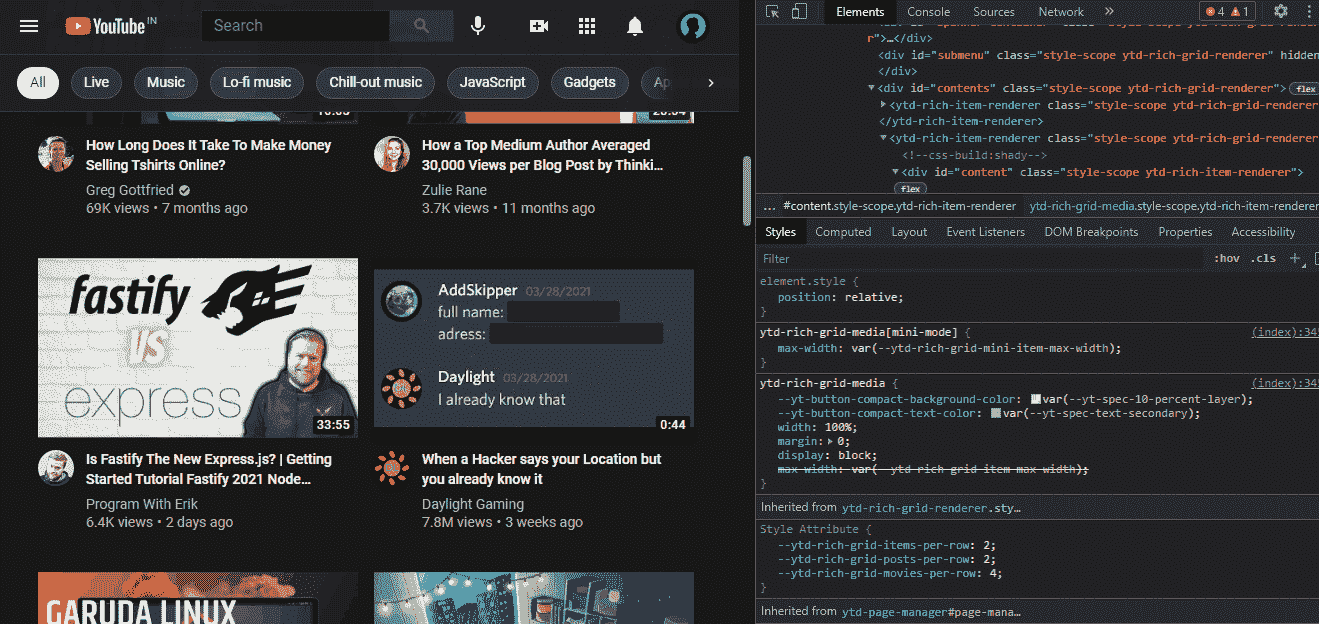 YouTube IN
Search
All
Live
Music
Lo-fi music
Chill-out music
JavaScript
Gadgets
Ap
How Long Does It Take To Make Money
Selling Tshirts Online?
Greg Gottfried
69K views • 7 months ago
How a Top Medium Author Averaged
30,000 Views per Blog Post by Thinki...
Zulie Rane
3.7K views • 11 months ago
fastify
VS
express
33:55
AddSkipper 03/28/2021
full name:
adress:
Daylight 03/28/2021
I already know that
0:44
Is Fastify The New Express.js? | Getting
Started Tutorial Fastify 2021 Node...
Program With Erik
6.4K views • 2 days ago
When a Hacker says your Location but
you already know it
Daylight Gaming
7.8M views • 3 weeks ago
GARUDA LINUX
Elements
Console
Sources
Network
4
1
r">…</div>
<div id="submenu" class="style-scope ytd-rich-grid-renderer" hidden
</div>
<div id="contents" class="style-scope ytd-rich-grid-renderer"> flex
<ytd-rich-item-renderer class="style-scope ytd-rich-grid-renderer
</ytd-rich-item-renderer>
<ytd-rich-item-renderer class="style-scope ytd-rich-grid-renderer
<!--css-build:shady-->
<div id="content" class="style-scope ytd-rich-item-renderer">
flex
... #content.style-scope.ytd-rich-item-renderer ytd-rich-grid-media.style-scope.ytd-rich-item-renderer
Styles
Computed
Layout
Event Listeners
DOM Breakpoints
Properties
Accessibility
Filter
:hov .cls +
element.style {
position: relative;
}
ytd-rich-grid-media[mini-mode] { (index):345
max-width: var(--ytd-rich-grid-mini-item-max-width);
}
ytd-rich-grid-media { (index):345
--yt-button-compact-background-color: var(--yt-spec-10-percent-layer);
--yt-button-compact-text-color: var(--yt-spec-text-secondary);
width: 100%;
margin: 0;
display: block;
max-width: var(--ytd-rich-grid-item-max-width);
}
Inherited from ytd-rich-grid-renderer.sty…
Style Attribute {
--ytd-rich-grid-items-per-row: 2;
--ytd-rich-grid-posts-per-row: 2;
--ytd-rich-grid-movies-per-row: 4;
}
Inherited from ytd-page-manager#page-mana…